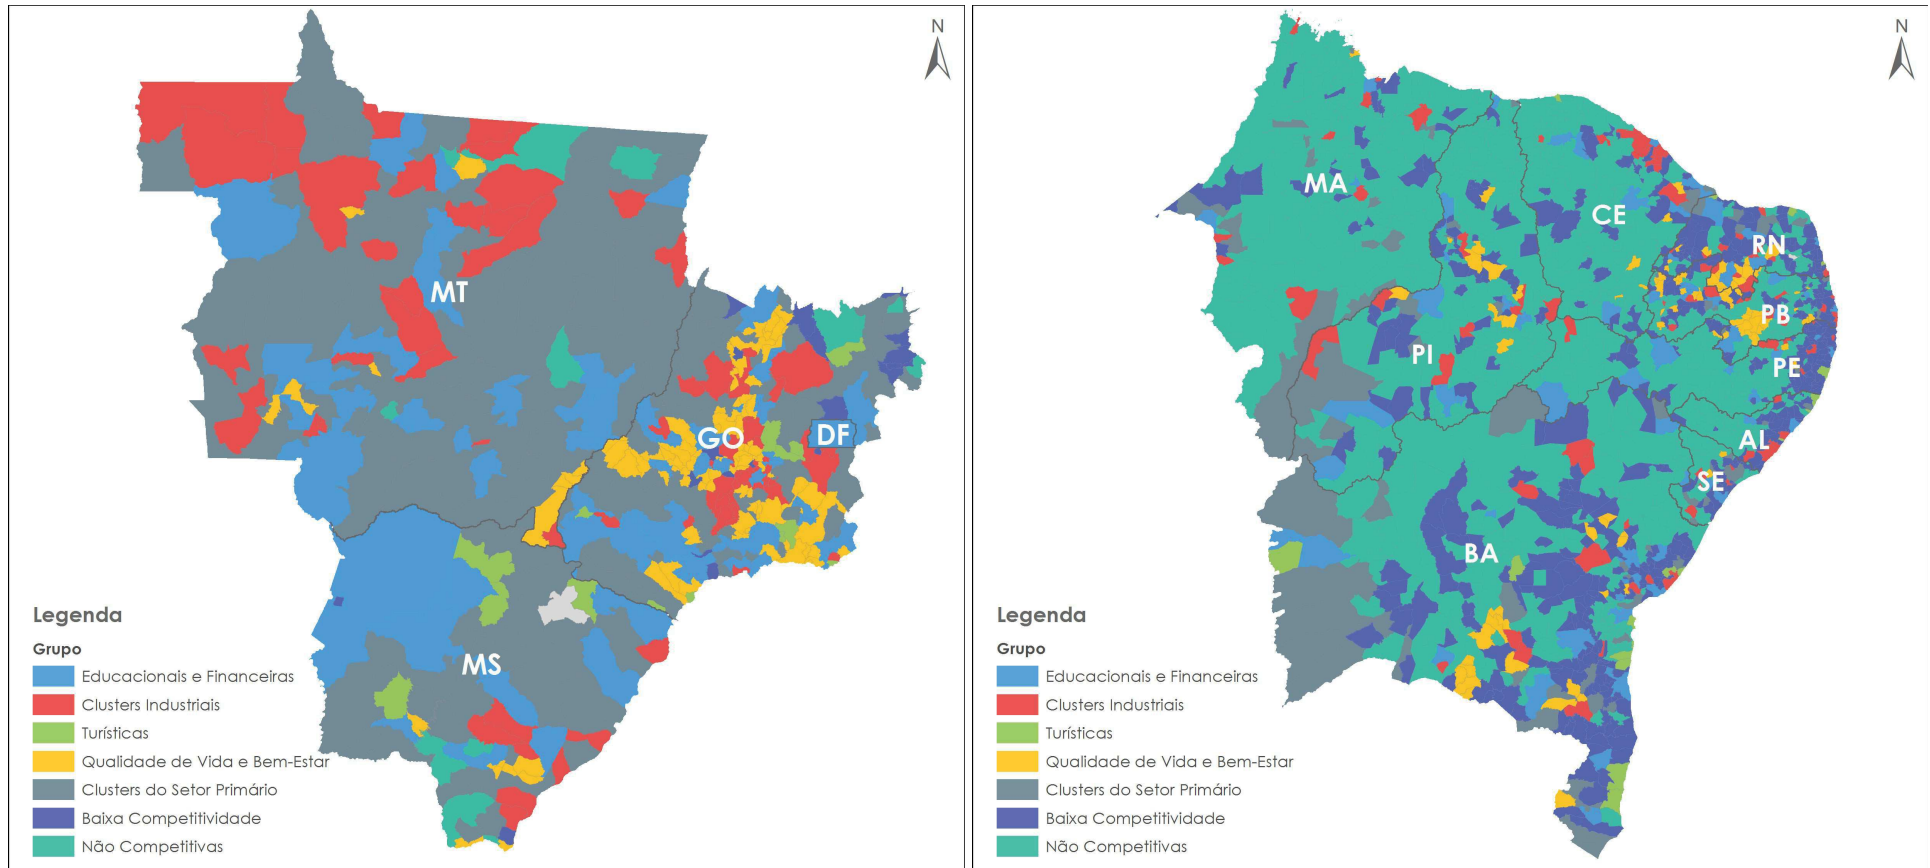 N
MT
GO
DF
MS
Legenda
Grupo
Educacionais e Financeiras
Clusters Industriais
Turísticas
Qualidade de Vida e Bem-Estar
Clusters do Setor Primário
Baixa Competitividade
Não Competitivas
N
MA
CE
RN
PB
PI
PE
AL
SE
BA
Legenda
Grupo
Educacionais e Financeiras
Clusters Industriais
Turísticas
Qualidade de Vida e Bem-Estar
Clusters do Setor Primário
Baixa Competitividade
Não Competitivas